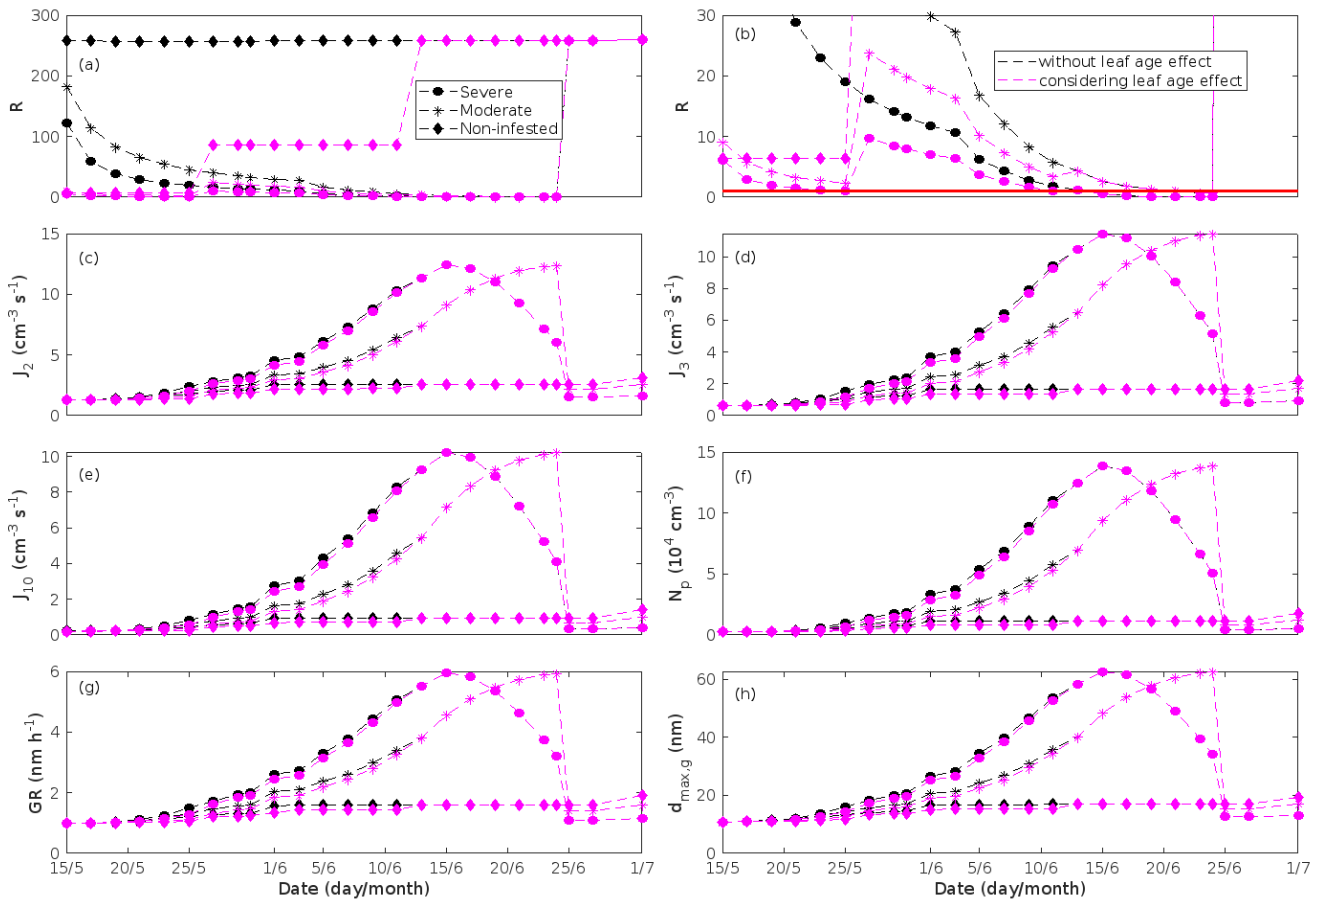 300
200
100
0
R
(a)
Severe
Moderate
Non-infested
30
20
10
0
R
(b)
without leaf age effect
considering leaf age effect
15
10
5
0
J2 (cm-3 s-1)
(c)
10
8
6
4
2
0
J3 (cm-3 s-1)
(d)
10
8
6
4
2
0
J10 (cm-3 s-1)
(e)
15
10
5
0
Np (10^4 cm-3)
(f)
6
4
2
0
GR (nm h-1)
(g)
15/5 20/5 25/5 1/6 5/6 10/6 15/6 20/6 25/6 1/7
Date (day/month)
60
40
20
0
dmax,g (nm)
(h)
15/5 20/5 25/5 1/6 5/6 10/6 15/6 20/6 25/6 1/7
Date (day/month)